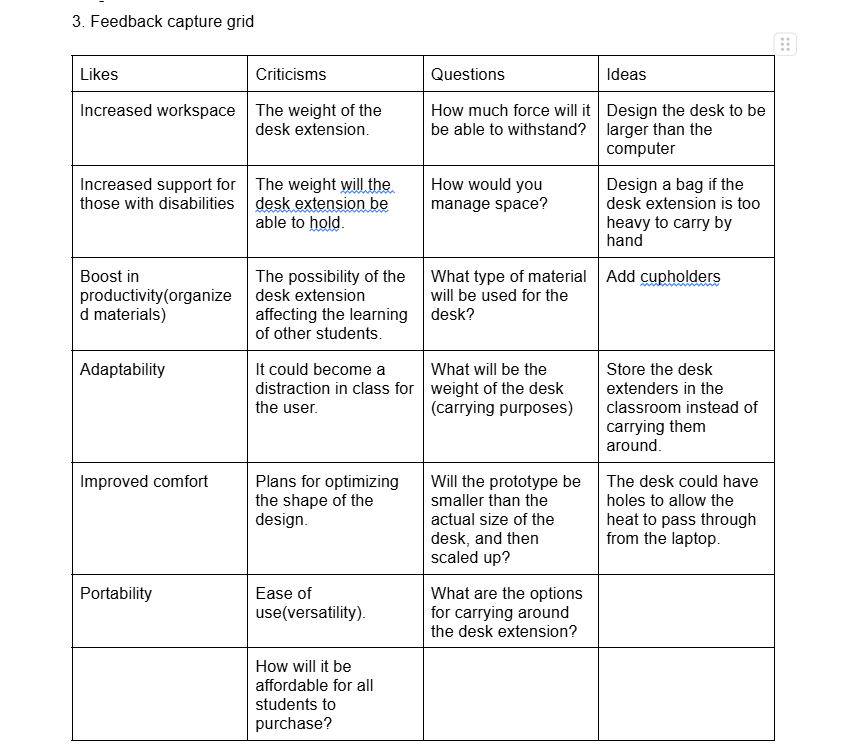 3. Feedback capture grid
Likes
Criticisms
Questions
Ideas
Increased workspace
The weight of the
desk extension.
How much force will it
be able to withstand?
Design the desk to be
larger than the
computer
Increased support for
those with disabilities
The weight will the
desk extension be
able to hold.
How would you
manage space?
Design a bag if the
desk extension is too
heavy to carry by
hand
Boost in
productivity(organize
d materials)
The possibility of the
desk extension
affecting the learning
of other students.
What type of material
will be used for the
desk?
Add cupholders
Adaptability
It could become a
distraction in class for
the user.
What will be the
weight of the desk
(carrying purposes)
Store the desk
extenders in the
classroom instead of
carrying them
around.
Improved comfort
Plans for optimizing
the shape of the
design.
Will the prototype be
smaller than the
actual size of the
desk, and then
scaled up?
The desk could have
holes to allow the
heat to pass through
from the laptop.
Portability
Ease of
use(versatility).
What are the options
for carrying around
the desk extension?
How will it be
affordable for all
students to
purchase?